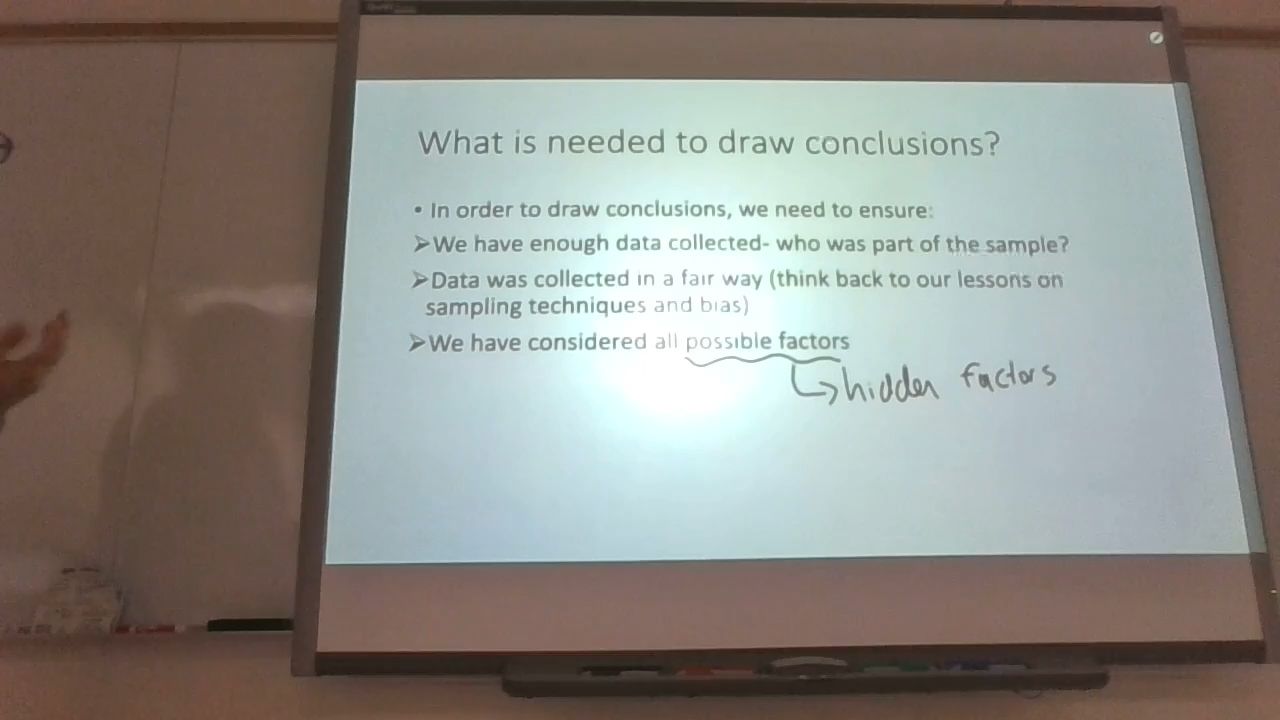 What is needed to draw conclusions?
• In order to draw conclusions, we need to ensure:
➢We have enough data collected- who was part of the sample?
➢Data was collected in a fair way (think back to our lessons on
sampling techniques and bias)
➢We have considered all possible factors
↳hidden factors